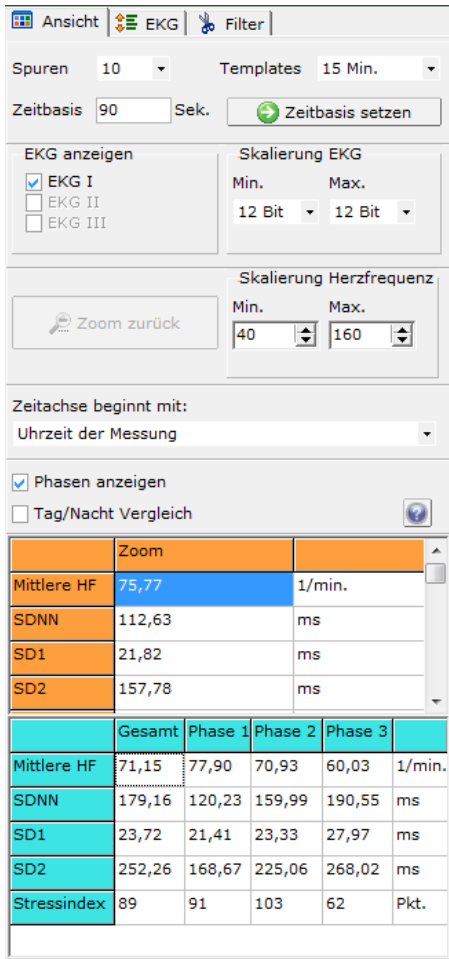 Ansicht EKG Filter
Spuren 10 Templates 15 Min.
Zeitbasis 90 Sek. Zeitbasis setzen
EKG anzeigen Skalierung EKG
EKG I Min. Max.
EKG II 12 Bit 12 Bit
EKG III
Skalierung Herzfrequenz
Zoom zurück Min. Max.
40 160
Zeitachse beginnt mit:
Uhrzeit der Messung
Phasen anzeigen
Tag/Nacht Vergleich ?
Zoom
Mittlere HF 75,77 1/min.
SDNN 112,63 ms
SD1 21,82 ms
SD2 157,78 ms
Gesamt Phase 1 Phase 2 Phase 3
Mittlere HF 71,15 77,90 70,93 60,03 1/min.
SDNN 179,16 120,23 159,99 190,55 ms
SD1 23,72 21,41 23,33 27,97 ms
SD2 252,26 168,67 225,06 268,02 ms
Stressindex 89 91 103 62 Pkt.